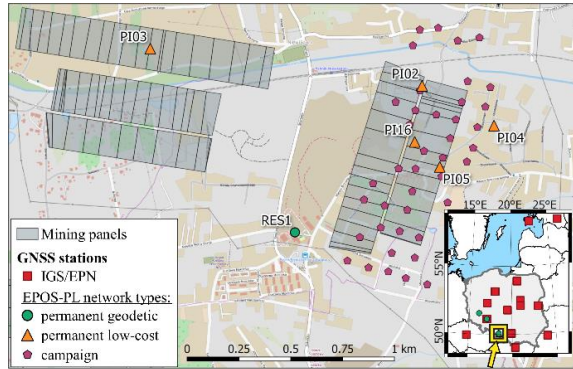 PI03
PI02
PI04
PI16
PI05
RES1
Mining panels
GNSS stations
IGS/EPN
EPOS-PL network types:
permanent geodetic
permanent low-cost
campaign
0 0.25 0.5 0.75 1 km
15°E 20°E 25°E
55°N
50°N